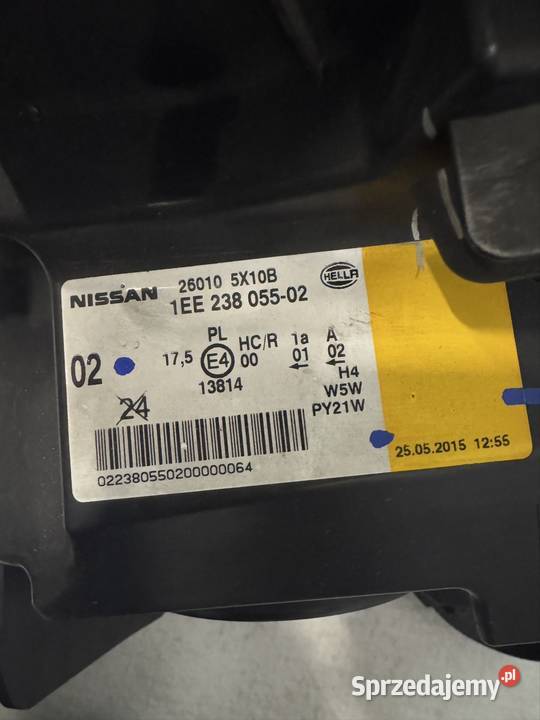 NISSAN 26010 5X10B HELLA
1EE 238 055-02
02 17,5 PL E4 HC/R 1a A
00 01 02
13814 H4
W5W
24 PY21W
25.05.2015 12:55
022380550200000064
Sprzedajemy.pl